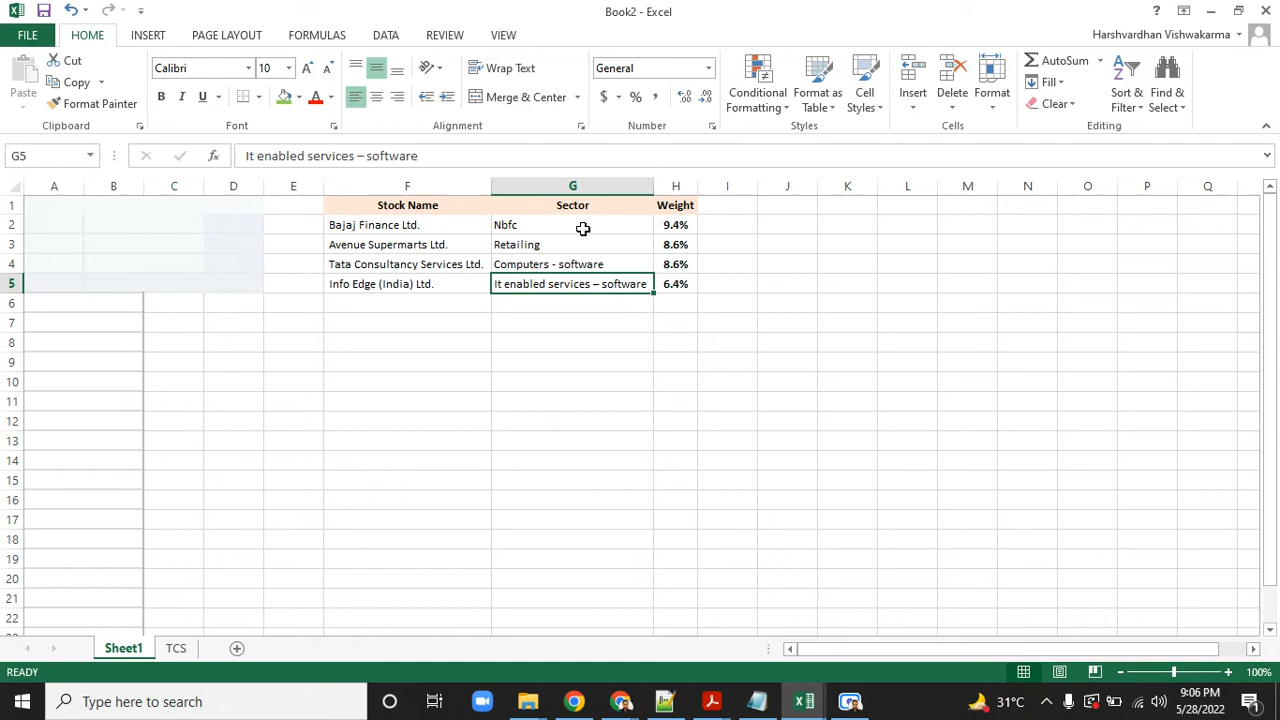 Book2 - Excel
?
FILE HOME INSERT PAGE LAYOUT FORMULAS DATA REVIEW VIEW
Harshvardhan Vishwakarma
Paste
Cut
Copy
Format Painter
Clipboard
Calibri 10 A A
B I U A
Font
Wrap Text
Merge & Center
Alignment
General
$ % ,
Number
Conditional Formatting
Format as Table
Cell Styles
Styles
Insert Delete Format
Cells
AutoSum
Fill
Clear
Sort & Filter
Find & Select
Editing
G5 fx It enabled services – software
A B C D E F G H I J K L M N O P Q
1 Stock Name Sector Weight
2 Bajaj Finance Ltd. Nbfc 9.4%
3 Avenue Supermarts Ltd. Retailing 8.6%
4 Tata Consultancy Services Ltd. Computers - software 8.6%
5 Info Edge (India) Ltd. It enabled services – software 6.4%
6
7
8
9
10
11
12
13
14
15
16
17
18
19
20
21
22
Sheet1 TCS
READY 100%
Type here to search
31°C
9:06 PM
5/28/2022
1